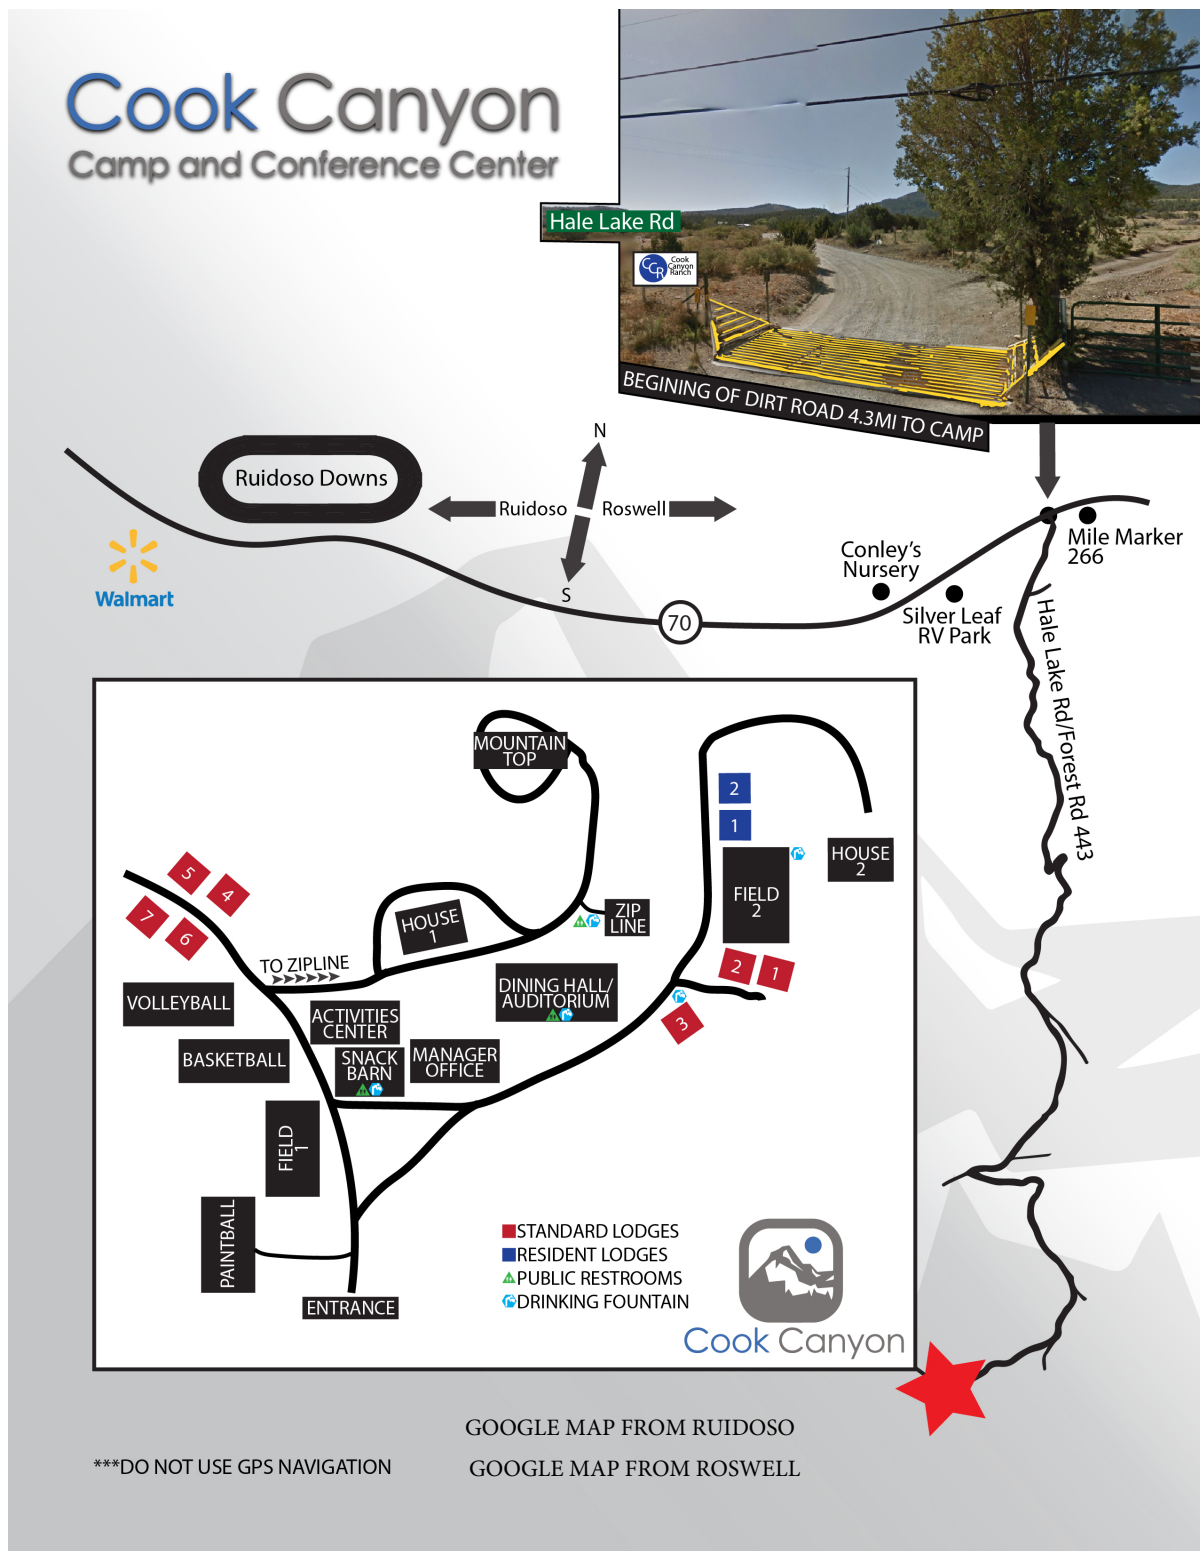 Cook Canyon
Camp and Conference Center
Hale Lake Rd
CCR
Cook
Canyon
Ranch
BEGINING OF DIRT ROAD 4.3MI TO CAMP
N
Ruidoso Downs
Ruidoso
Roswell
S
Walmart
70
Conley's
Nursery
Silver Leaf
RV Park
Mile Marker
266
Hale Lake Rd/Forest Rd 443
MOUNTAIN
TOP
2
1
HOUSE
2
FIELD
2
5
4
7
6
HOUSE
1
ZIP
LINE
TO ZIPLINE
2
1
3
VOLLEYBALL
DINING HALL/
AUDITORIUM
ACTIVITIES
CENTER
BASKETBALL
SNACK
BARN
MANAGER
OFFICE
FIELD
1
PAINTBALL
ENTRANCE
STANDARD LODGES
RESIDENT LODGES
PUBLIC RESTROOMS
DRINKING FOUNTAIN
Cook Canyon
GOOGLE MAP FROM RUIDOSO
***DO NOT USE GPS NAVIGATION
GOOGLE MAP FROM ROSWELL